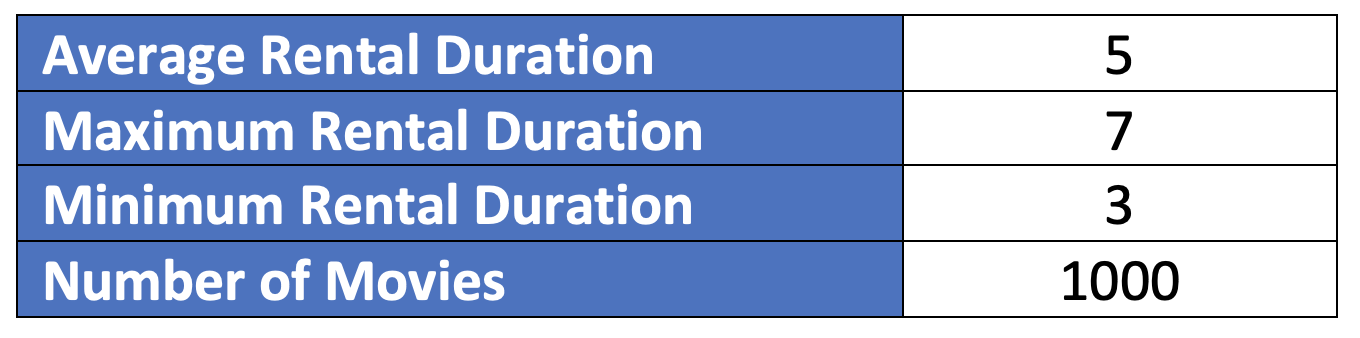 Average Rental Duration 5
Maximum Rental Duration 7
Minimum Rental Duration 3
Number of Movies 1000